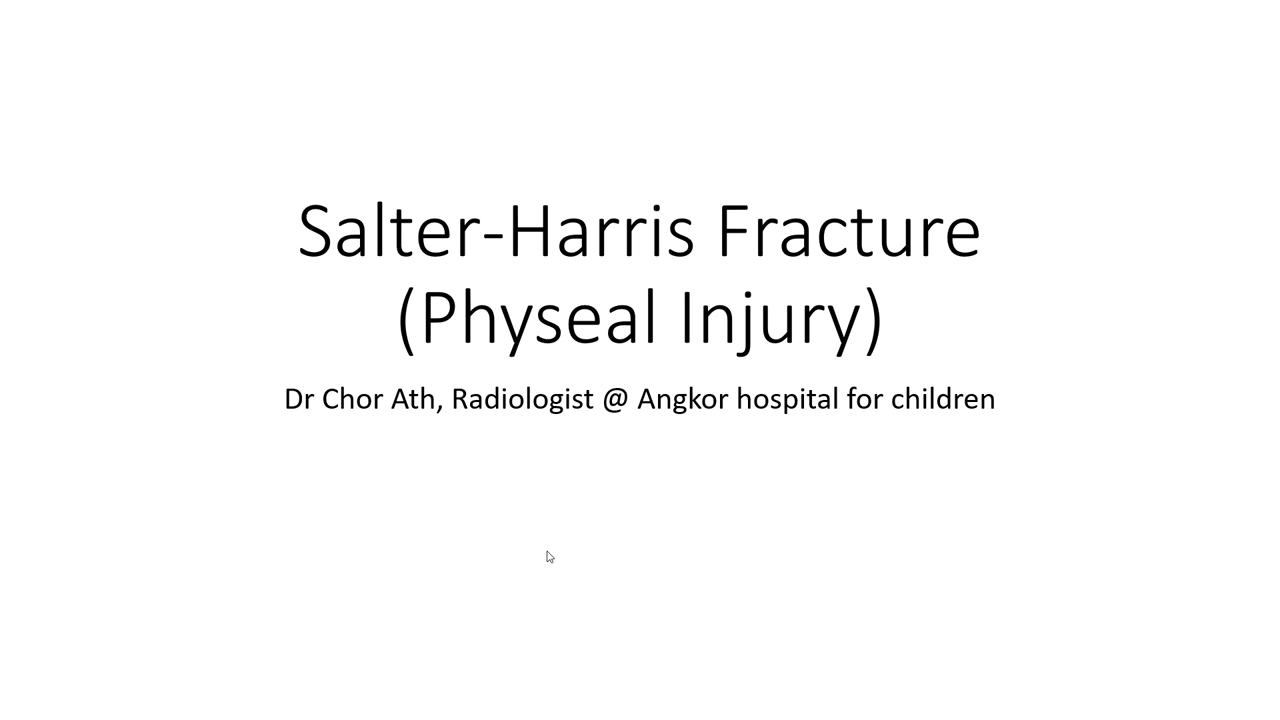 Salter-Harris Fracture
(Physeal Injury)
Dr Chor Ath, Radiologist @ Angkor hospital for children